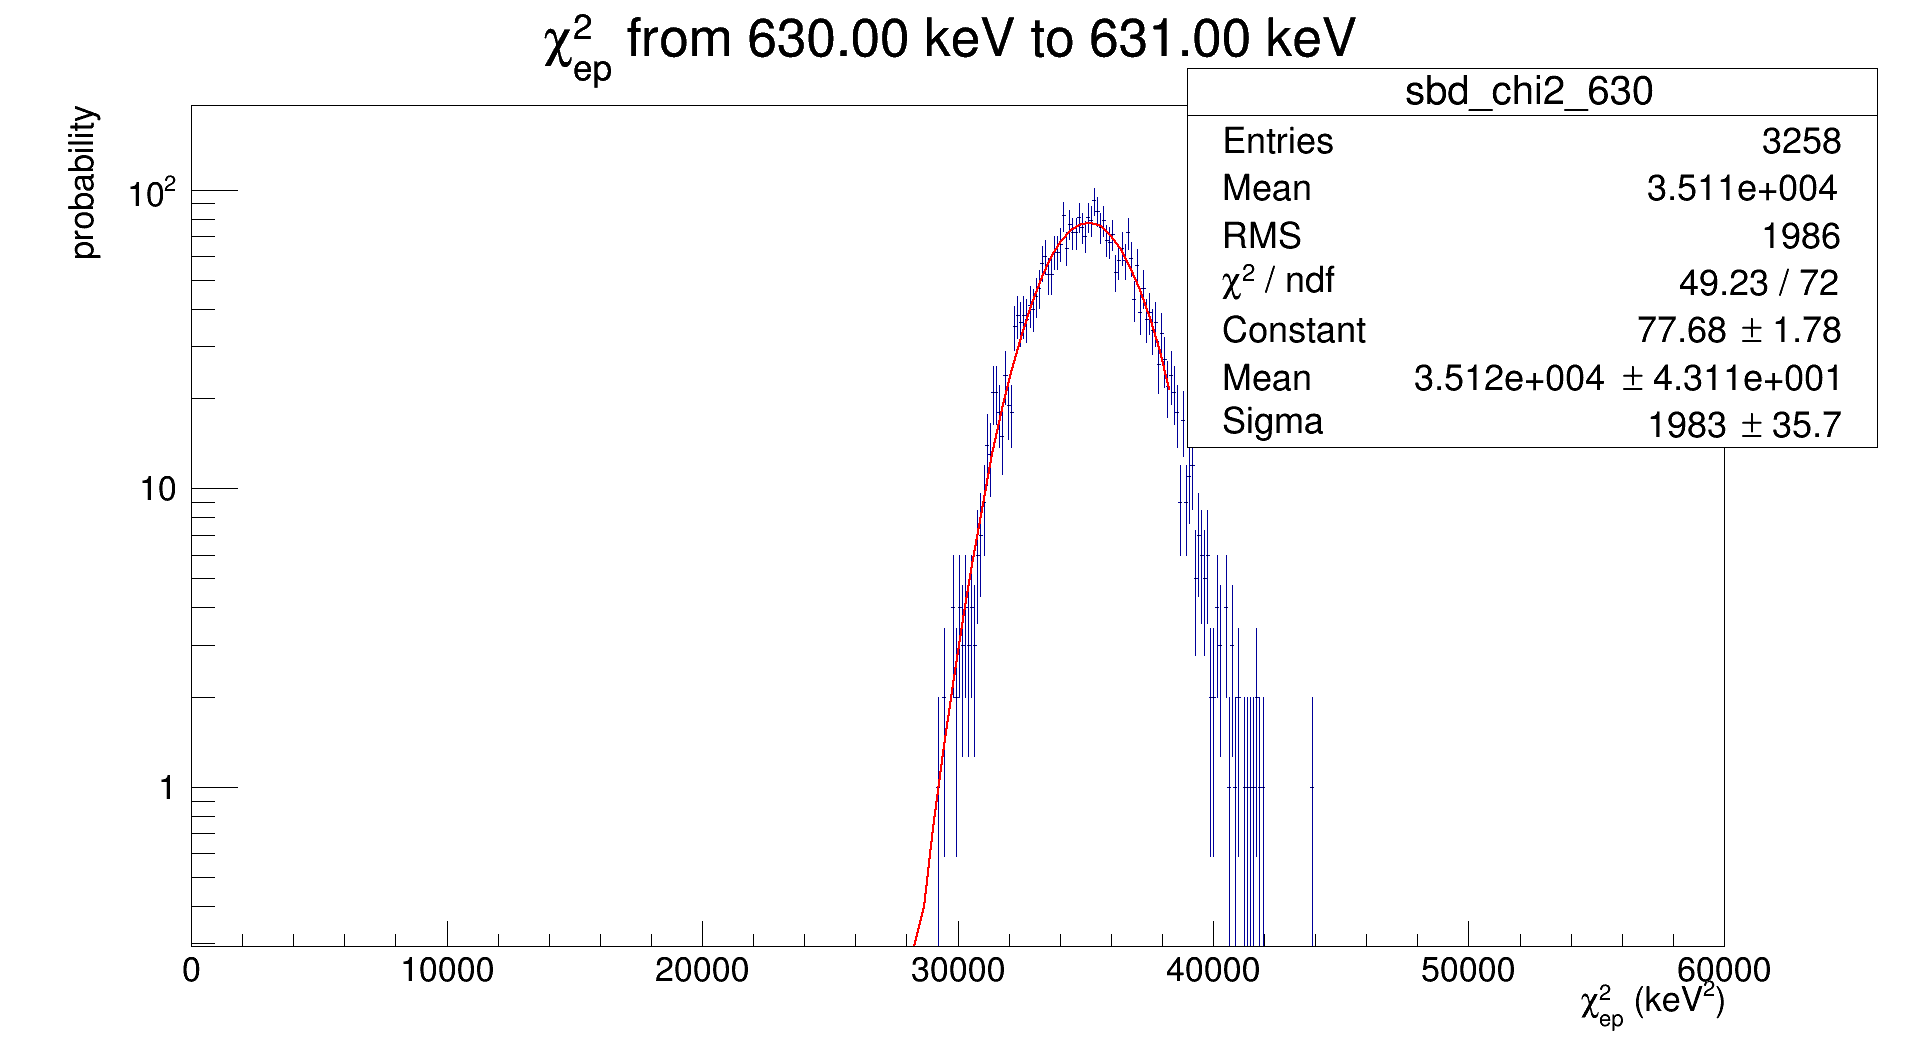 χ²ep from 630.00 keV to 631.00 keV
sbd_chi2_630
Entries 3258
Mean 3.511e+004
RMS 1986
χ² / ndf 49.23 / 72
Constant 77.68 ± 1.78
Mean 3.512e+004 ± 4.311e+001
Sigma 1983 ± 35.7
probability
10²
10
1
0 10000 20000 30000 40000 50000 60000
χ²ep (keV²)